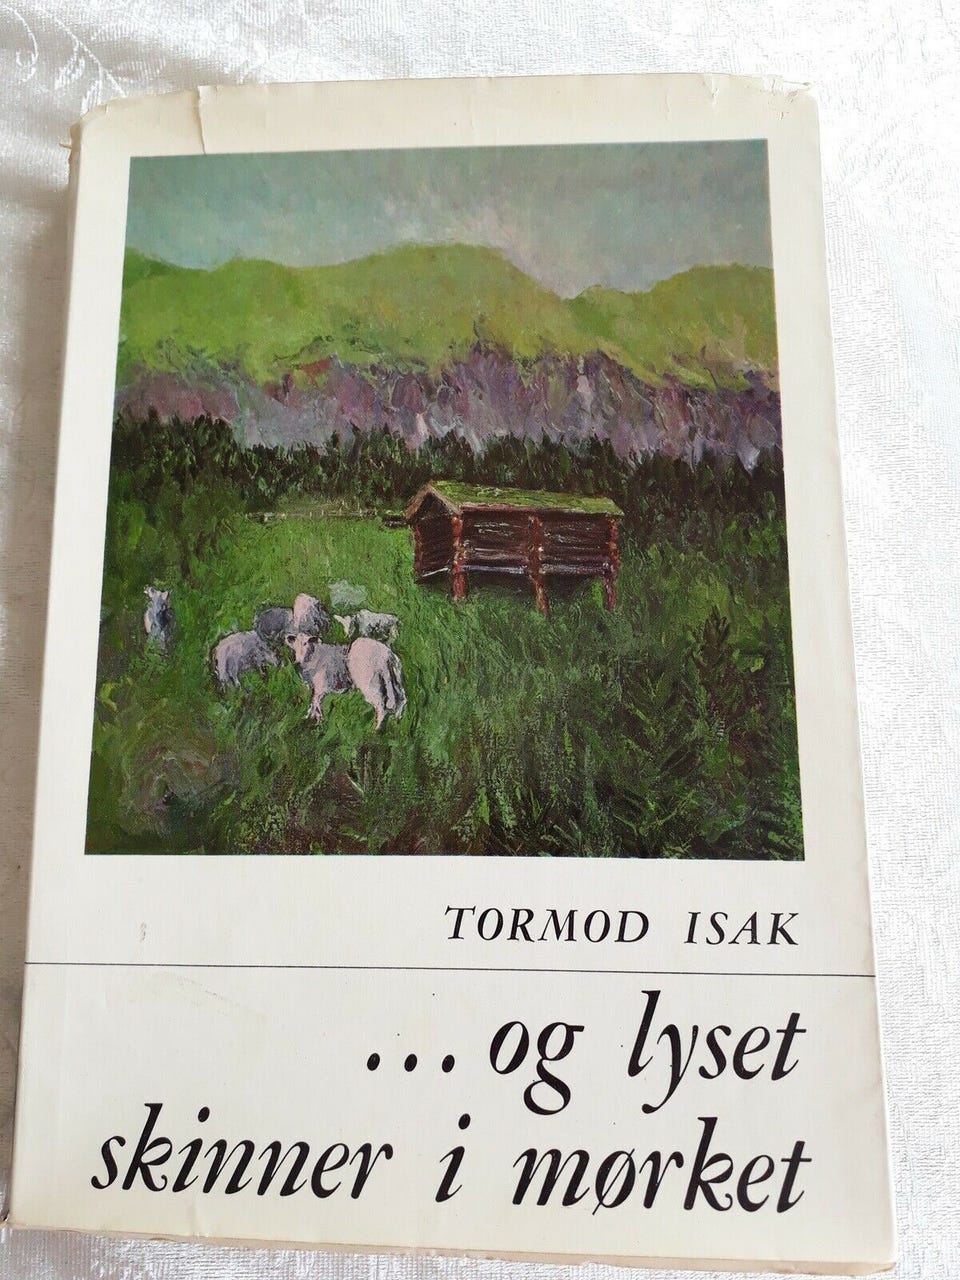 TORMOD ISAK
... og lyset
skinner i mørket